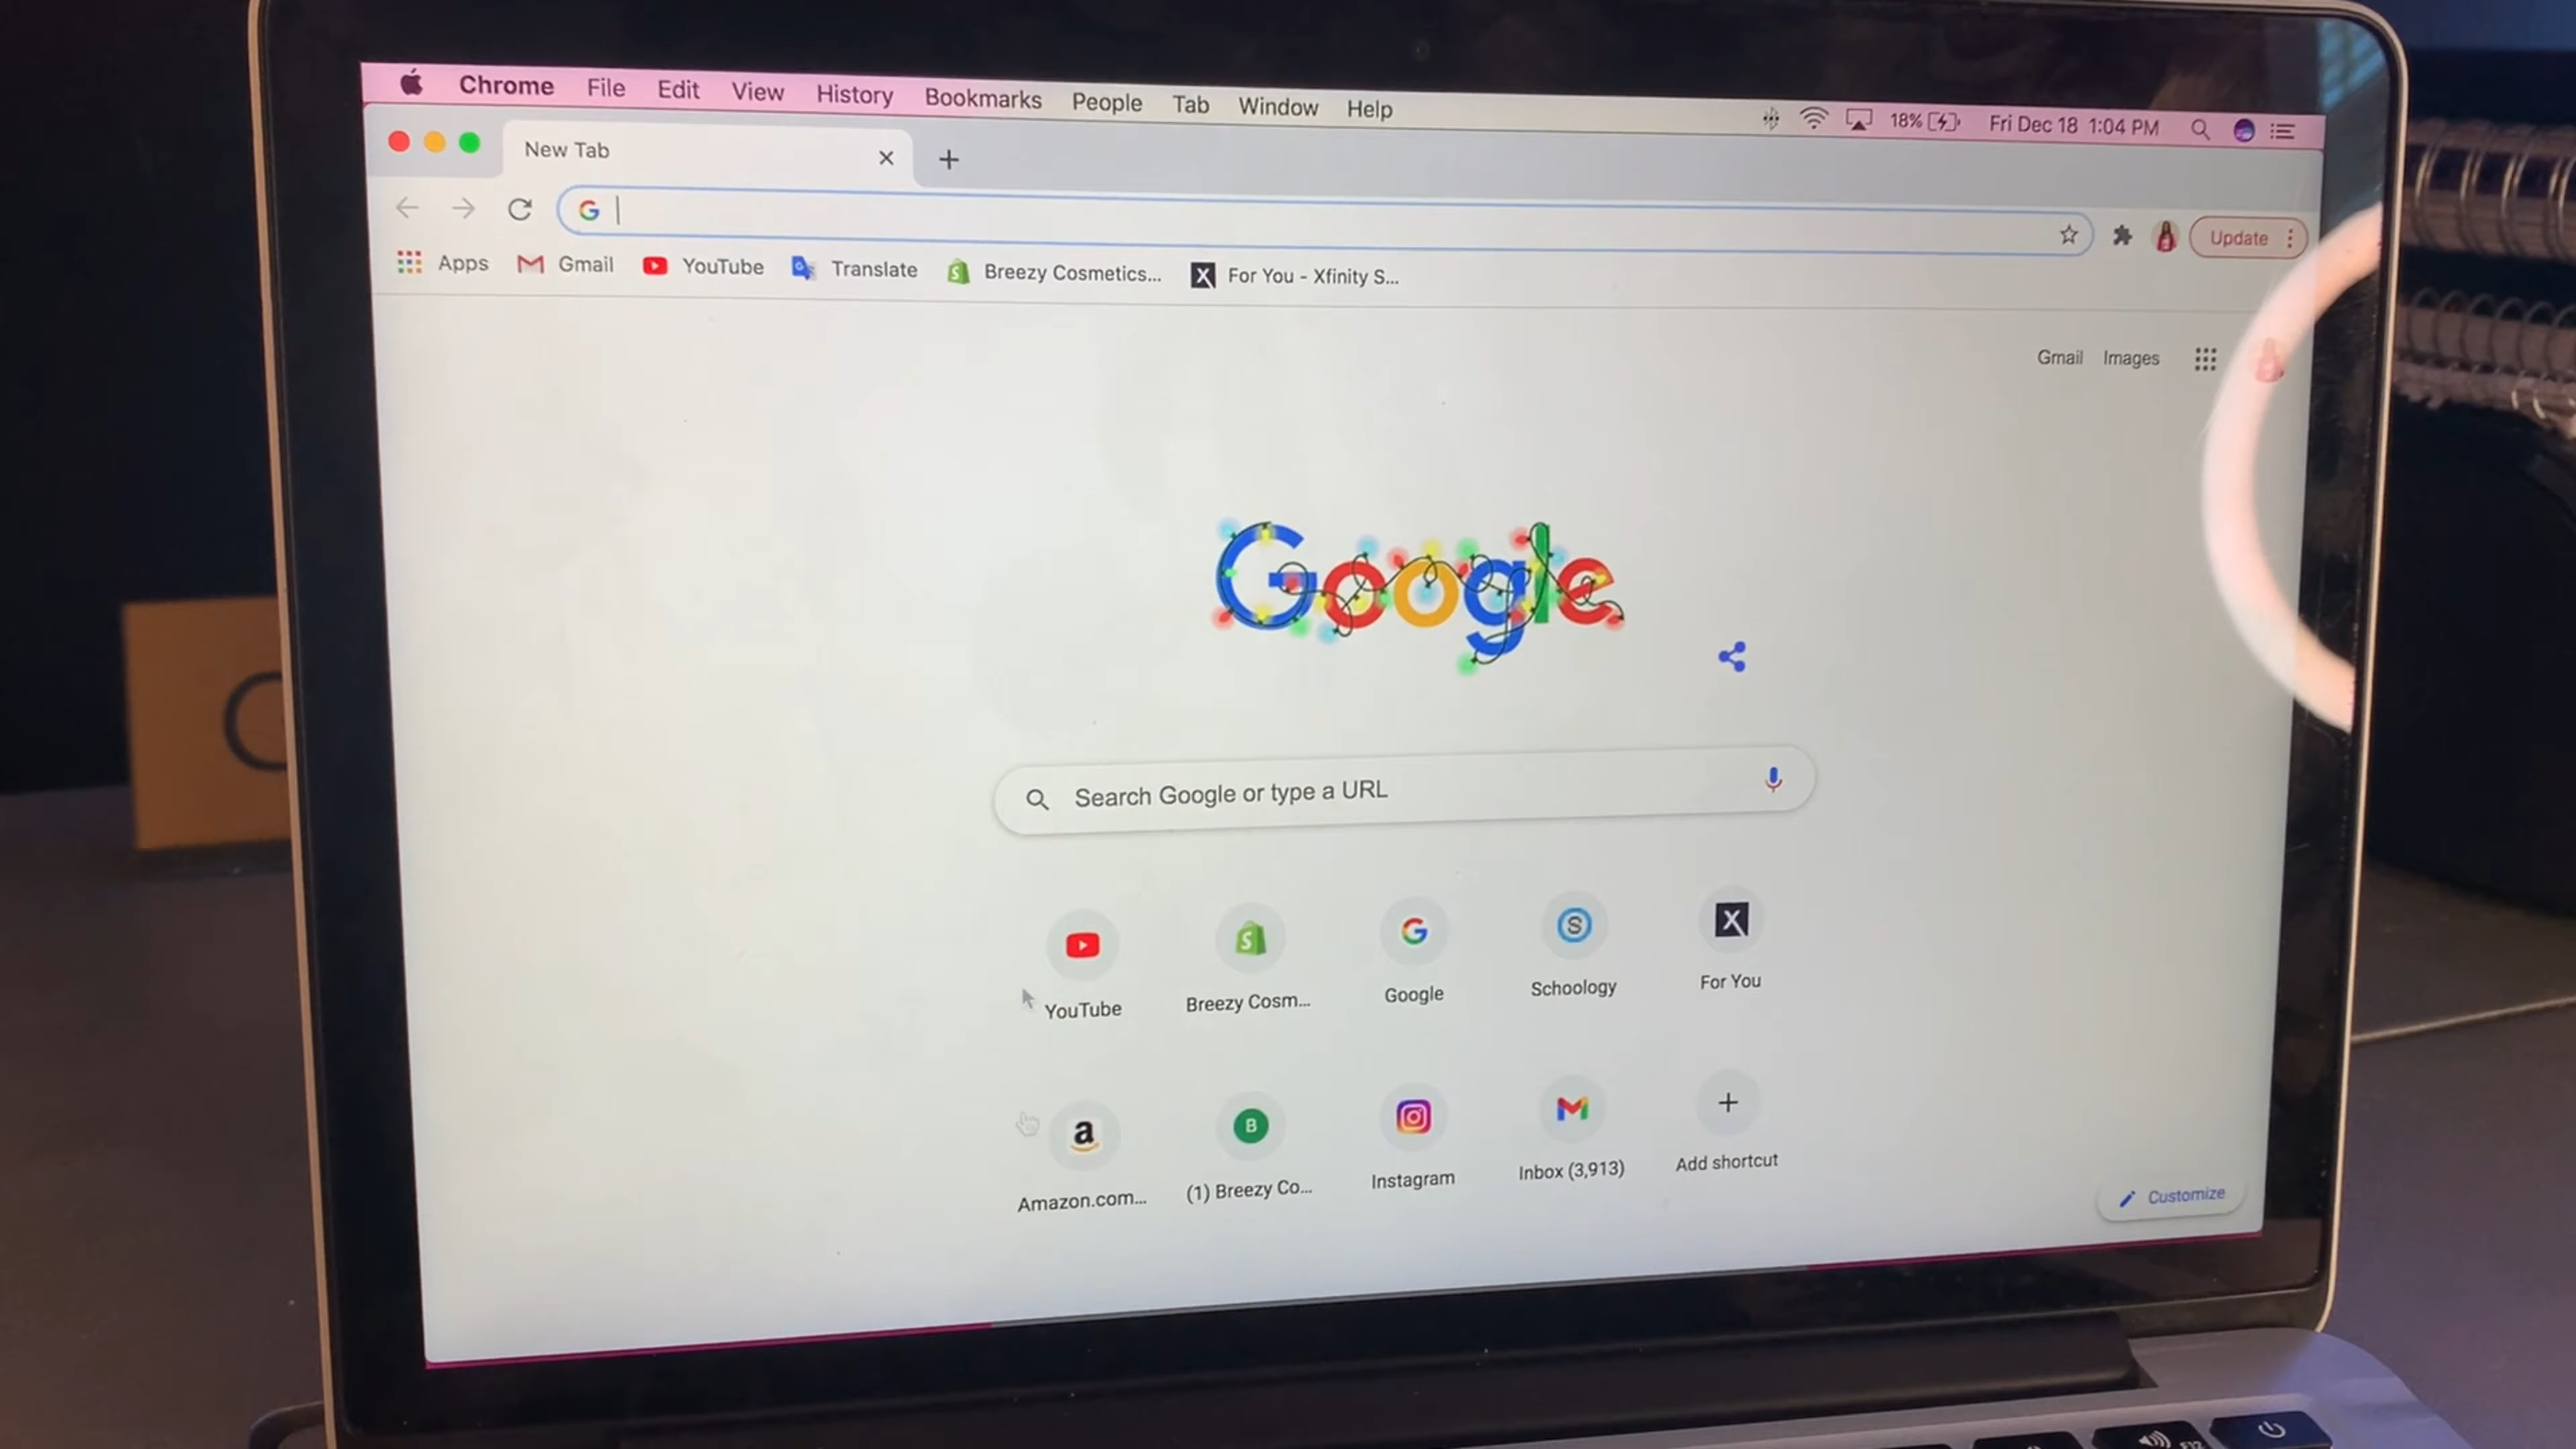 Chrome File Edit View History Bookmarks People Tab Window Help 18% Fri Dec 18 1:04 PM
New Tab
Update
Apps Gmail YouTube Translate Breezy Cosmetics... For You - Xfinity S...
Gmail Images
Google
Search Google or type a URL
YouTube Breezy Cosm... Google Schoology For You
Amazon.com... (1) Breezy Co... Instagram Inbox (3,913) Add shortcut
Customize
F12